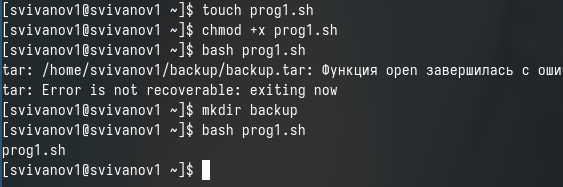 [svivanov1@svivanov1 ~]$ touch prog1.sh
[svivanov1@svivanov1 ~]$ chmod +x prog1.sh
[svivanov1@svivanov1 ~]$ bash prog1.sh
tar: /home/svivanov1/backup/backup.tar: Функция open завершилась с оши
tar: Error is not recoverable: exiting now
[svivanov1@svivanov1 ~]$ mkdir backup
[svivanov1@svivanov1 ~]$ bash prog1.sh
prog1.sh
[svivanov1@svivanov1 ~]$